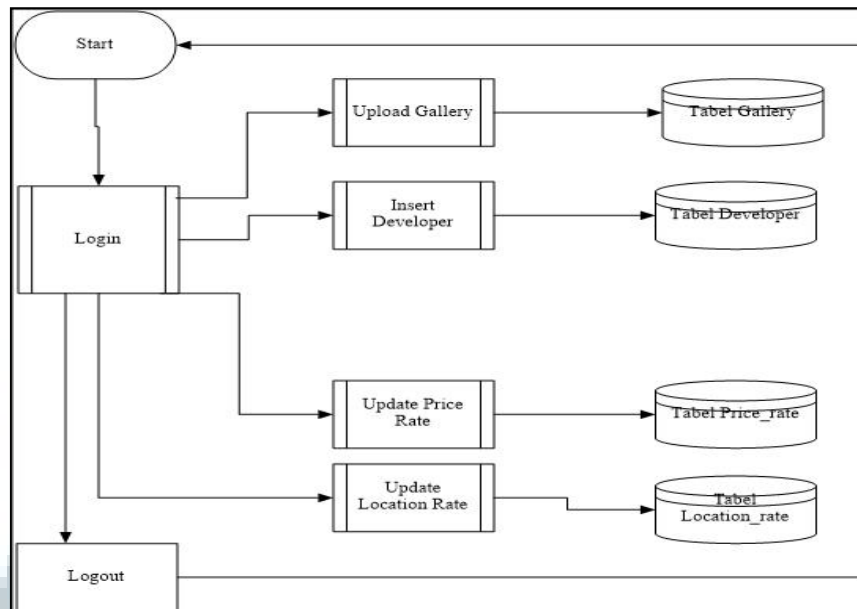 Start
Upload Gallery
Tabel Gallery
Insert
Developer
Tabel Developer
Login
Update Price
Rate
Tabel Price_rate
Update
Location Rate
Tabel
Location_rate
Logout